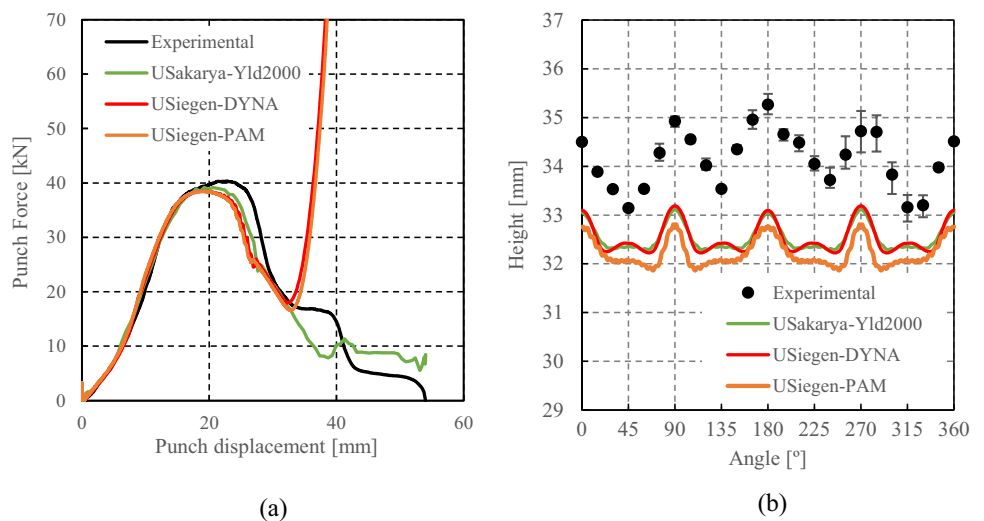 70
60
50
40
30
20
10
0
Punch Force [kN]
Experimental
USakarya-Yld2000
USiegen-DYNA
USiegen-PAM
0 20 40 60
Punch displacement [mm]
(a)
37
36
35
34
33
32
31
30
29
Height [mm]
Experimental
USakarya-Yld2000
USiegen-DYNA
USiegen-PAM
0 45 90 135 180 225 270 315 360
Angle [º]
(b)